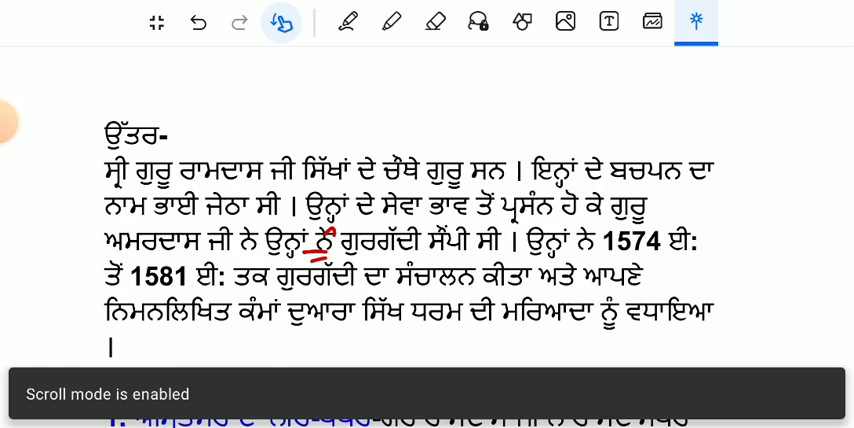 ਉੱਤਰ-
ਸ੍ਰੀ ਗੁਰੂ ਰਾਮਦਾਸ ਜੀ ਸਿੱਖਾਂ ਦੇ ਚੌਥੇ ਗੁਰੂ ਸਨ | ਇਨ੍ਹਾਂ ਦੇ ਬਚਪਨ ਦਾ
ਨਾਮ ਭਾਈ ਜੇਠਾ ਸੀ | ਉਨ੍ਹਾਂ ਦੇ ਸੇਵਾ ਭਾਵ ਤੋਂ ਪ੍ਰਸੰਨ ਹੋ ਕੇ ਗੁਰੂ
ਅਮਰਦਾਸ ਜੀ ਨੇ ਉਨ੍ਹਾਂ ਗੁਰਗੱਦੀ ਸੌਂਪੀ ਸੀ | ਉਨ੍ਹਾਂ ਨੇ 1574 ਈ:
ਤੋਂ 1581 ਈ: ਤਕ ਗੁਰਗੱਦੀ ਦਾ ਸੰਚਾਲਨ ਕੀਤਾ ਅਤੇ ਆਪਣੇ
ਨਿਮਨਲਿਖਿਤ ਕੰਮਾਂ ਦੁਆਰਾ ਸਿੱਖ ਧਰਮ ਦੀ ਮਰਿਆਦਾ ਨੂੰ ਵਧਾਇਆ
|
Scroll mode is enabled